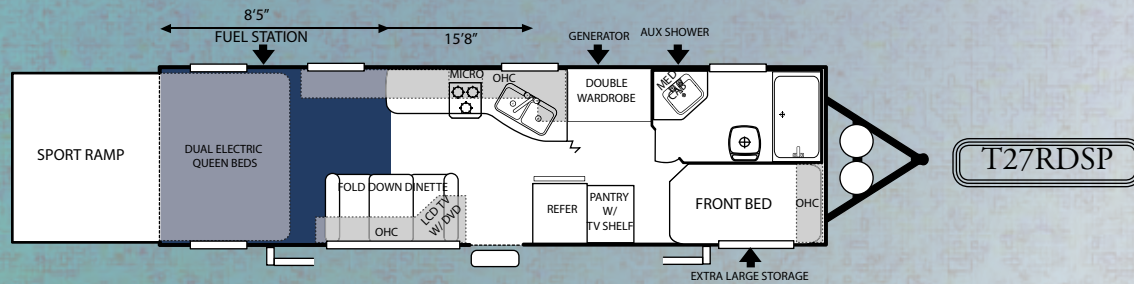 8'5"
FUEL STATION
15'8"
GENERATOR
AUX SHOWER
MICRO
OHC
DOUBLE
WARDROBE
MED
CAB
SPORT RAMP
DUAL ELECTRIC
QUEEN BEDS
T27RDSP
FOLD DOWN DINETTE
LCD TV
W/ DVD
OHC
REFER
PANTRY
W/
TV SHELF
FRONT BED
OHC
EXTRA LARGE STORAGE